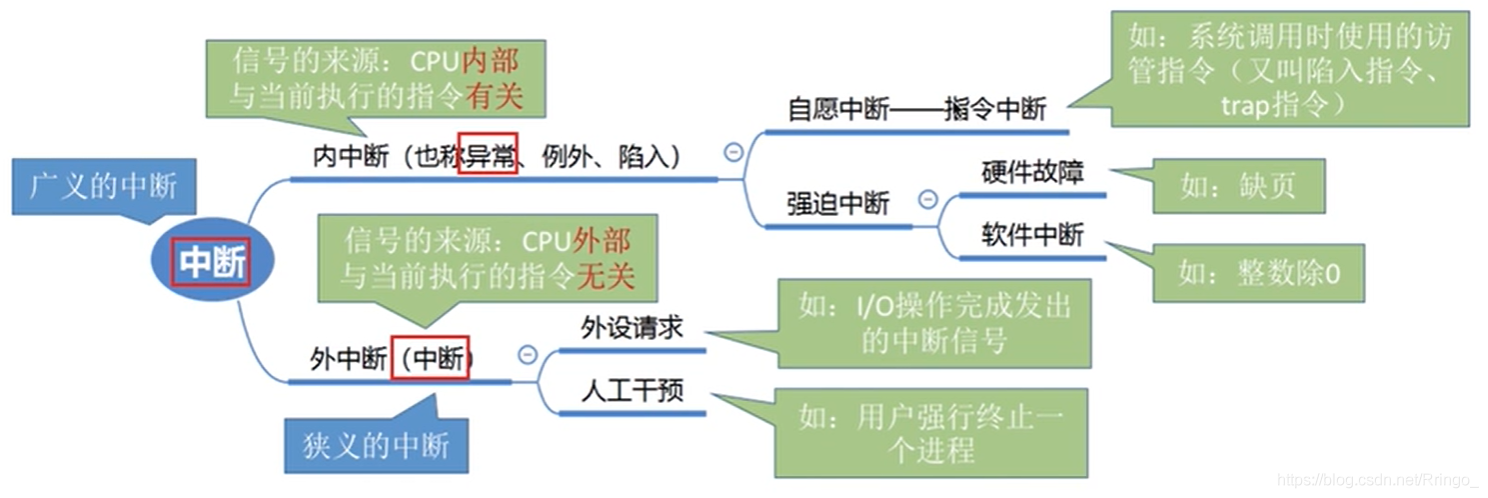 信号的来源：CPU内部
与当前执行的指令有关
如：系统调用时使用的访
管指令（又叫陷入指令、
trap指令）
自愿中断——指令中断
内中断（也称异常、例外、陷入）
硬件故障
如：缺页
广义的中断
强迫中断
软件中断
如：整数除0
中断
信号的来源：CPU外部
与当前执行的指令无关
外设请求
如：I/O操作完成发出
的中断信号
外中断（中断）
人工干预
如：用户强行终止一
个进程
狭义的中断
https://blog.csdn.net/Rringo_